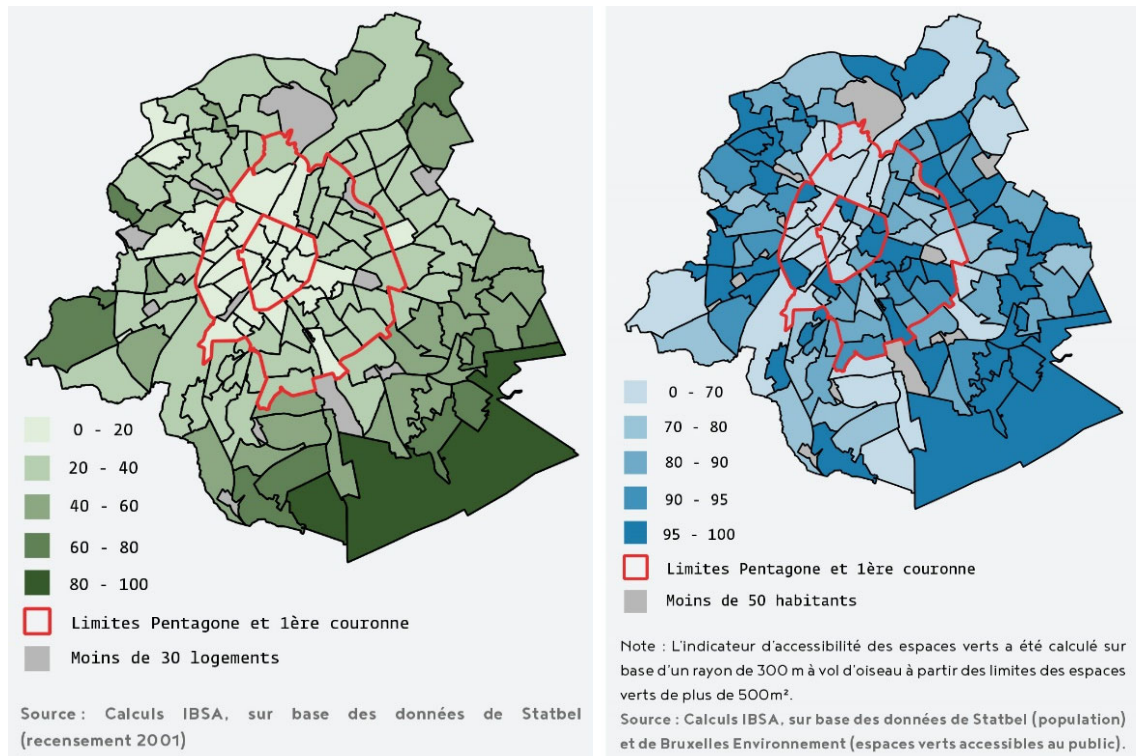 0 - 20
20 - 40
40 - 60
60 - 80
80 - 100
Limites Pentagone et 1ère couronne
Moins de 30 logements
Source : Calculs IBSA, sur base des données de Statbel
(recensement 2001)
0 - 70
70 - 80
80 - 90
90 - 95
95 - 100
Limites Pentagone et 1ère couronne
Moins de 50 habitants
Note : L'indicateur d'accessibilité des espaces verts a été calculé sur
base d'un rayon de 300 m à vol d'oiseau à partir des limites des espaces
verts de plus de 500m².
Source : Calculs IBSA, sur base des données de Statbel (population)
et de Bruxelles Environnement (espaces verts accessibles au public).